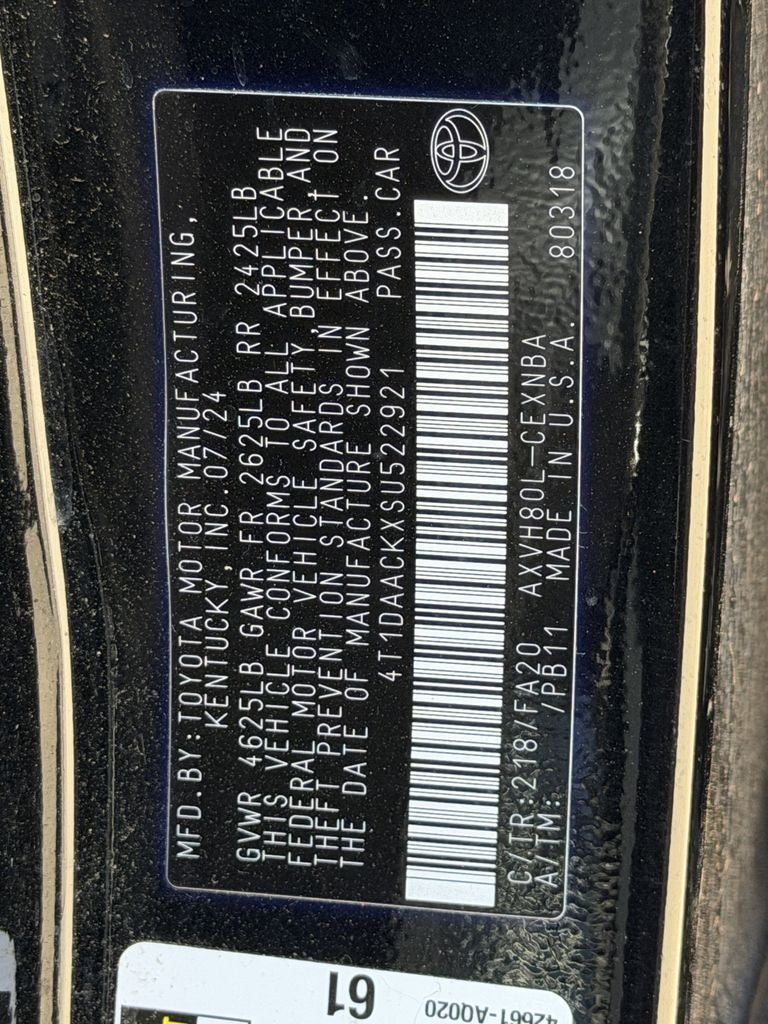 MFD.BY:TOYOTA MOTOR MANUFACTURING,
KENTUCKY,INC.07/24
GVWR 4625LB GAWR FR 2625LB RR 2425LB
THIS VEHICLE CONFORMS TO ALL APPLICABLE
FEDERAL MOTOR VEHICLE SAFETY,BUMPER AND
THEFT PREVENTION STANDARDS IN EFFECT ON
THE DATE OF MANUFACTURE SHOWN ABOVE.
4T1DAACKXSU522921 PASS.CAR
C/TR:218/FA20 AXVH80L-CEXNBA
A/TM: /PB11 MADE IN U.S.A. 80318
61
42661-AQ020